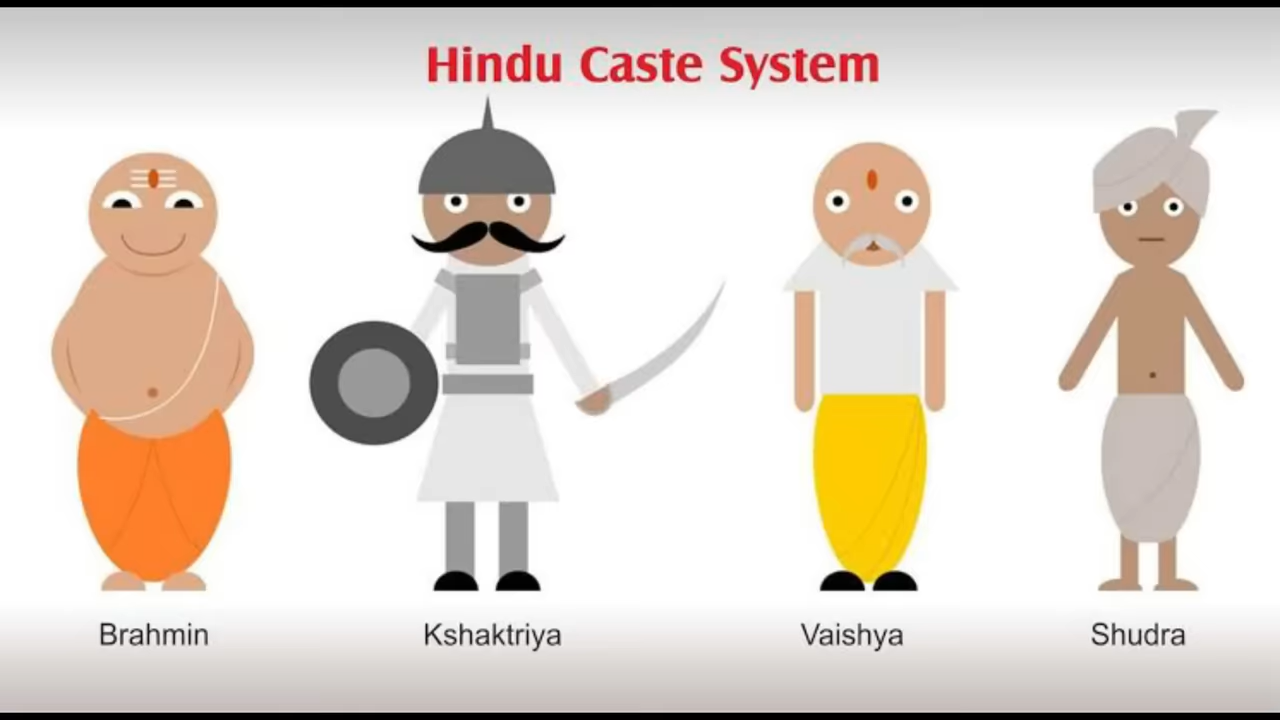 Hindu Caste System
Brahmin
Kshaktriya
Vaishya
Shudra